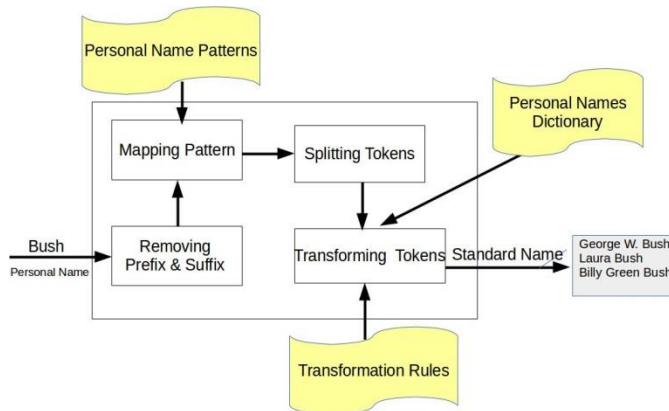 Personal Name Patterns
Personal Names
Dictionary
Mapping Pattern
Splitting Tokens
Bush
Personal Name
Removing
Prefix & Suffix
Transforming Tokens
Standard Name
George W. Bush
Laura Bush
Billy Green Bush
Transformation Rules